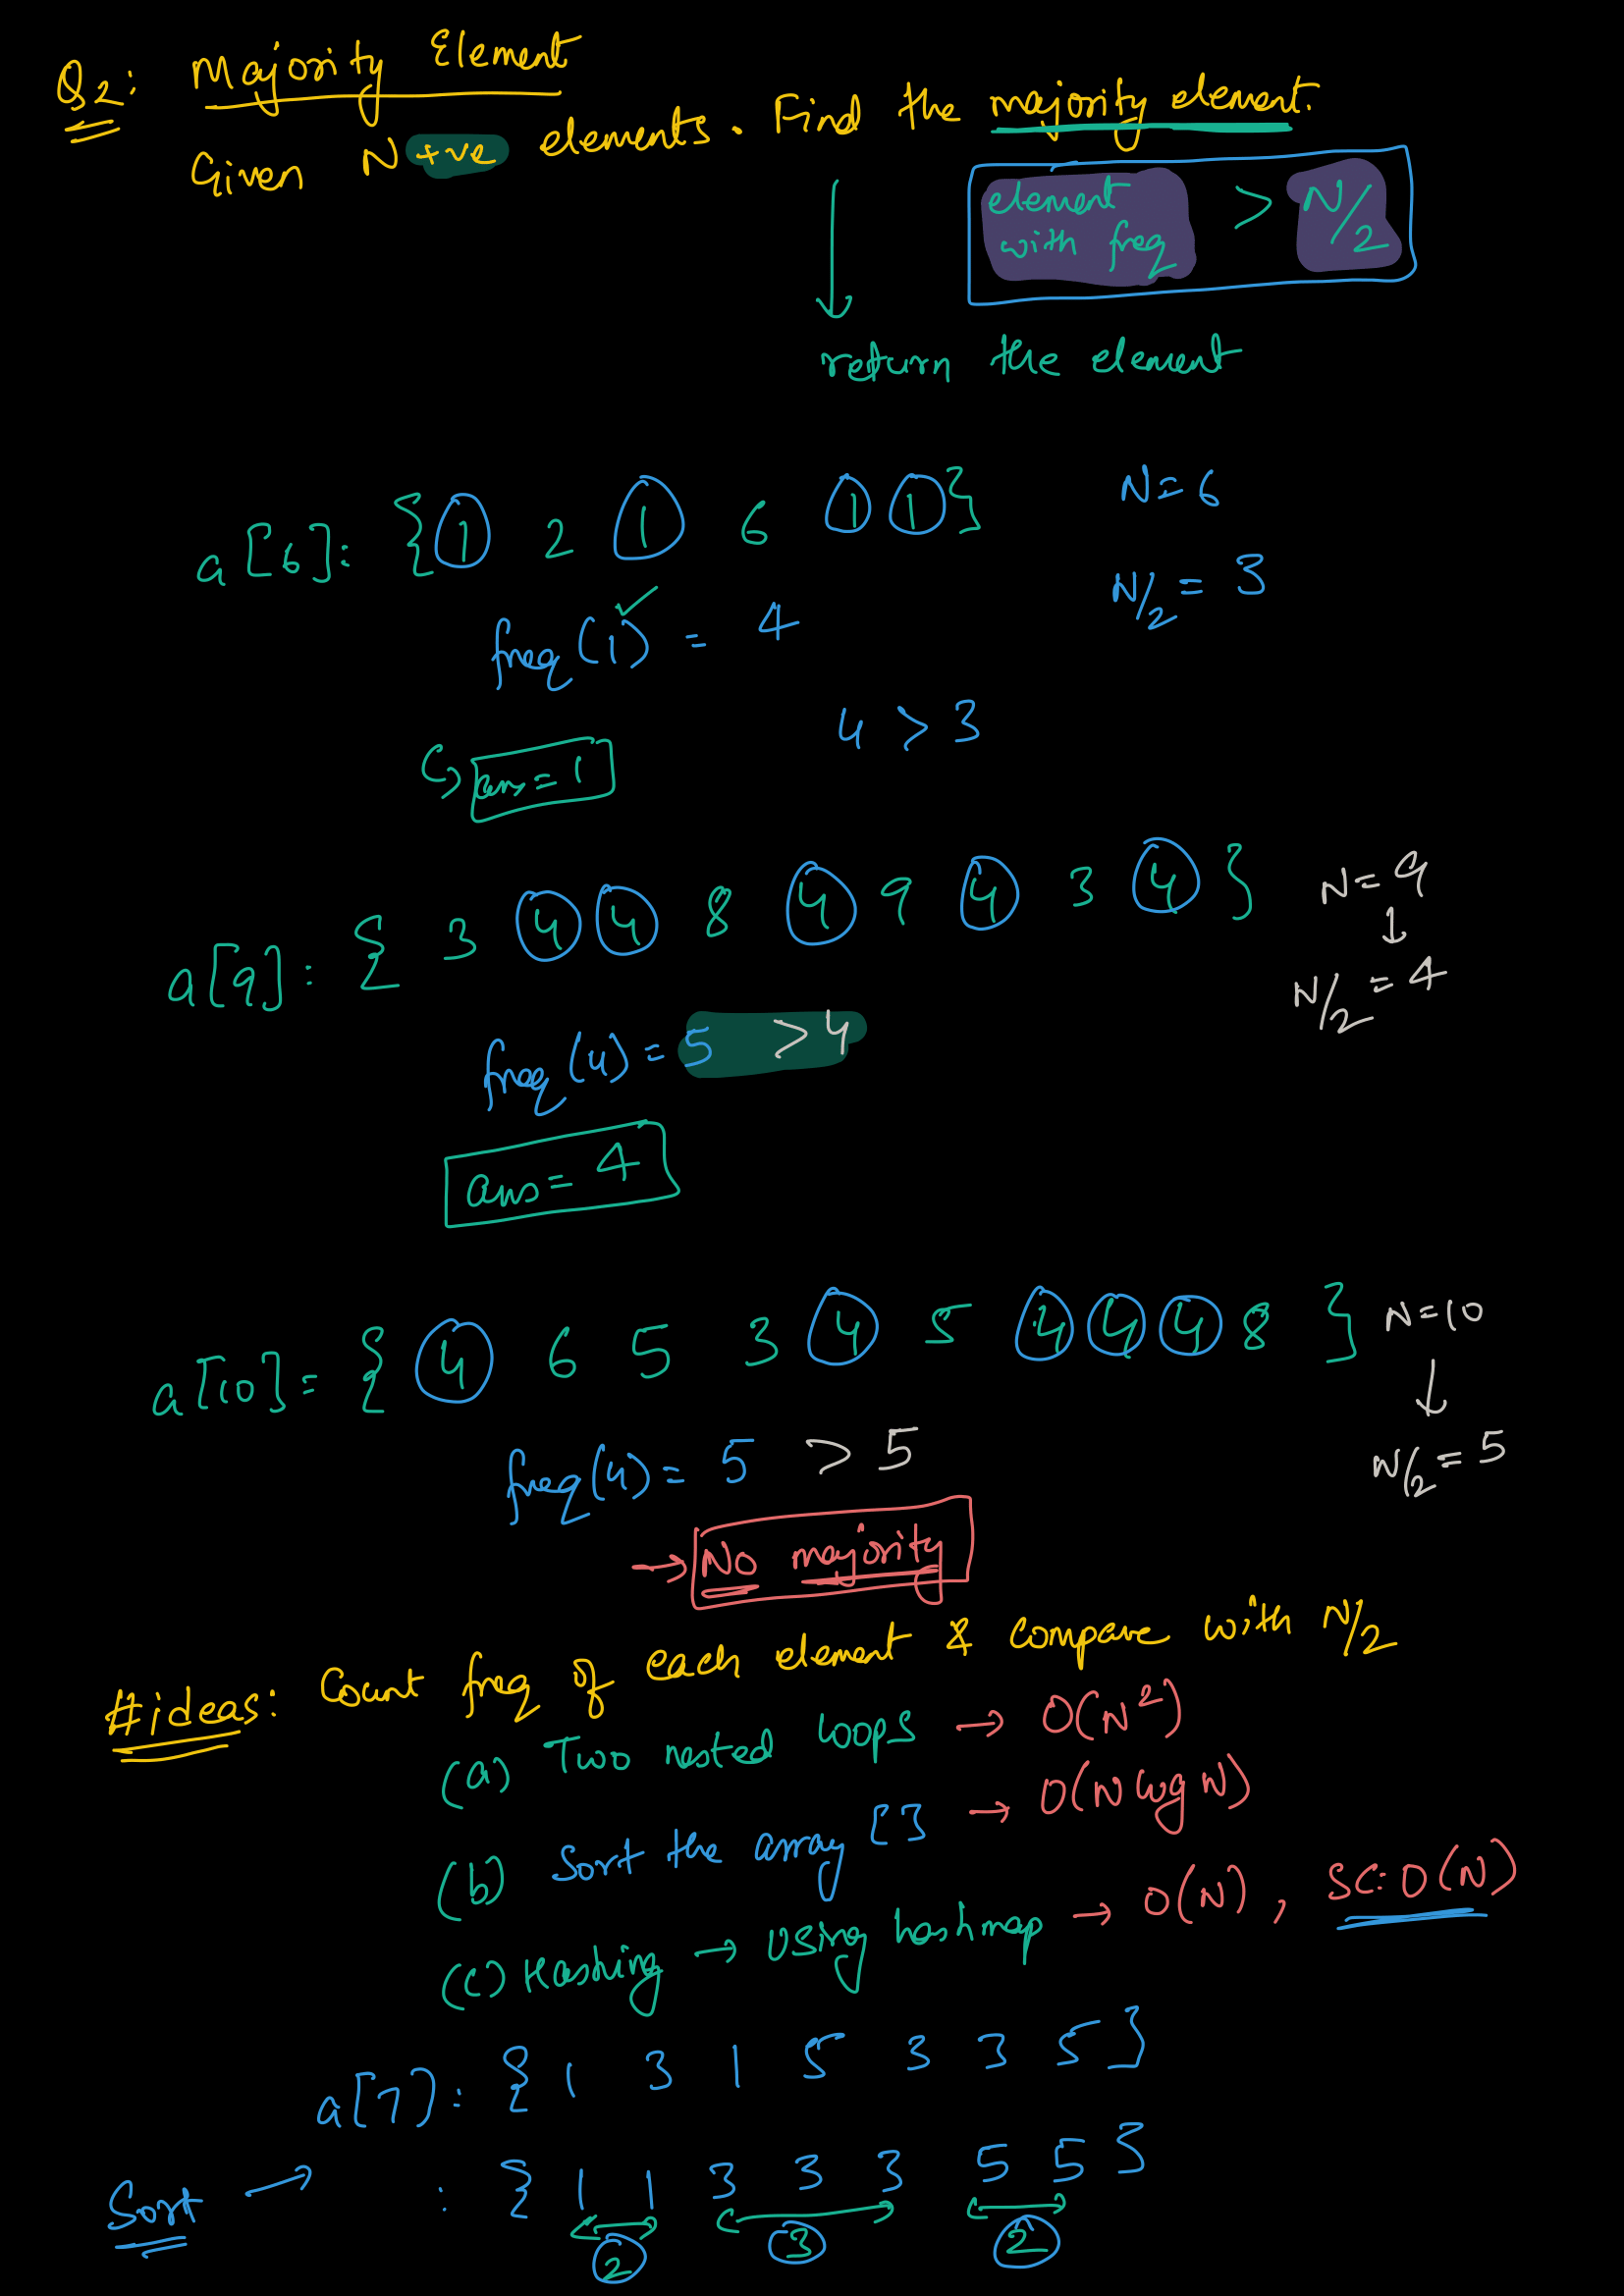 Q2: Majority Element
Given N +ve elements. Find the majority element.
element with freq > N/2
return the element
a[6]: { 1 2 1 6 1 1 }
N = 6
N/2 = 3
freq(1) = 4
4 > 3
ans = 1
a[9]: { 3 4 4 8 4 9 4 3 4 }
N = 9
N/2 = 4
freq(4) = 5 > 4
ans = 4
a[10] = { 4 6 5 3 4 5 4 4 4 8 }
N = 10
N/2 = 5
freq(4) = 5 > 5
→ No majority
#ideas: Count freq of each element & compare with N/2
(a) Two nested loops → O(N²)
(b) Sort the array [] → O(N log N)
(c) Hashing → using hashmap → O(N), SC: O(N)
a[7]: { 1 3 1 5 3 3 5 }
Sort → : { 1 1 3 3 3 5 5 }
2 3 2